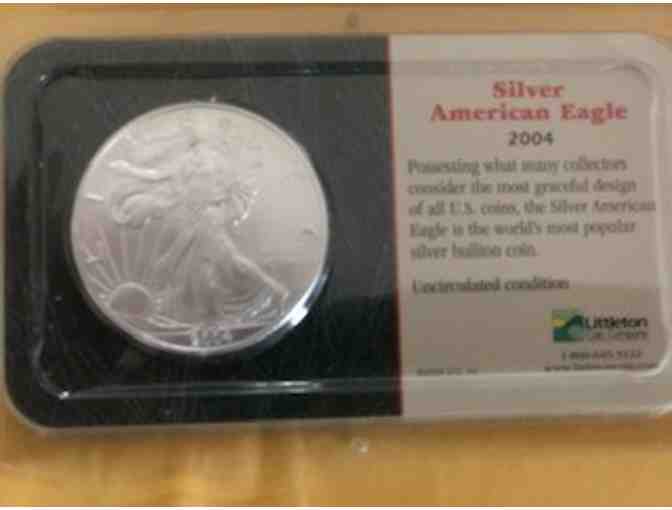 Silver
American Eagle
2004
Possessing what many collectors
consider the most graceful design
of all U.S. coins, the Silver American
Eagle is the world's most popular
silver bullion coin.
Uncirculated condition
Littleton
2004